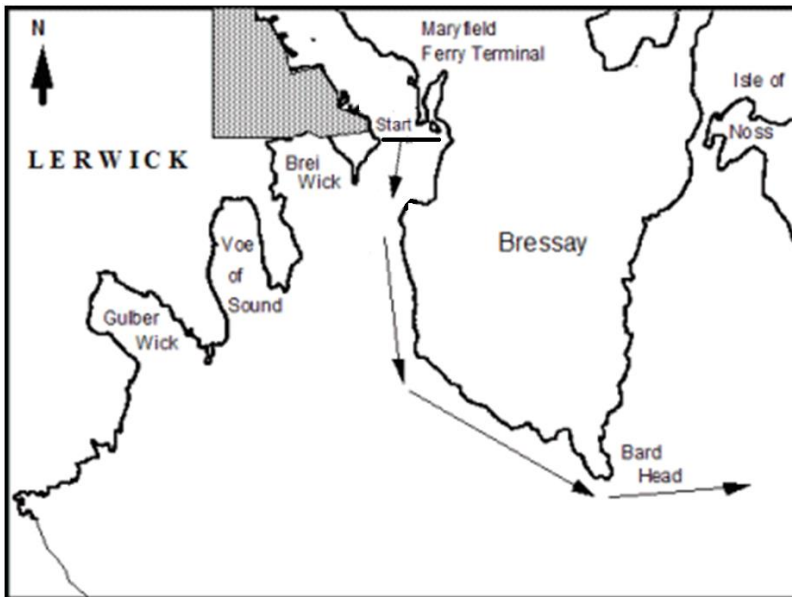 N
Maryfield
Ferry Terminal
Isle of
Noss
Start
LERWICK
Brei
Wick
Bressay
Voe
of
Sound
Gulber
Wick
Bard
Head